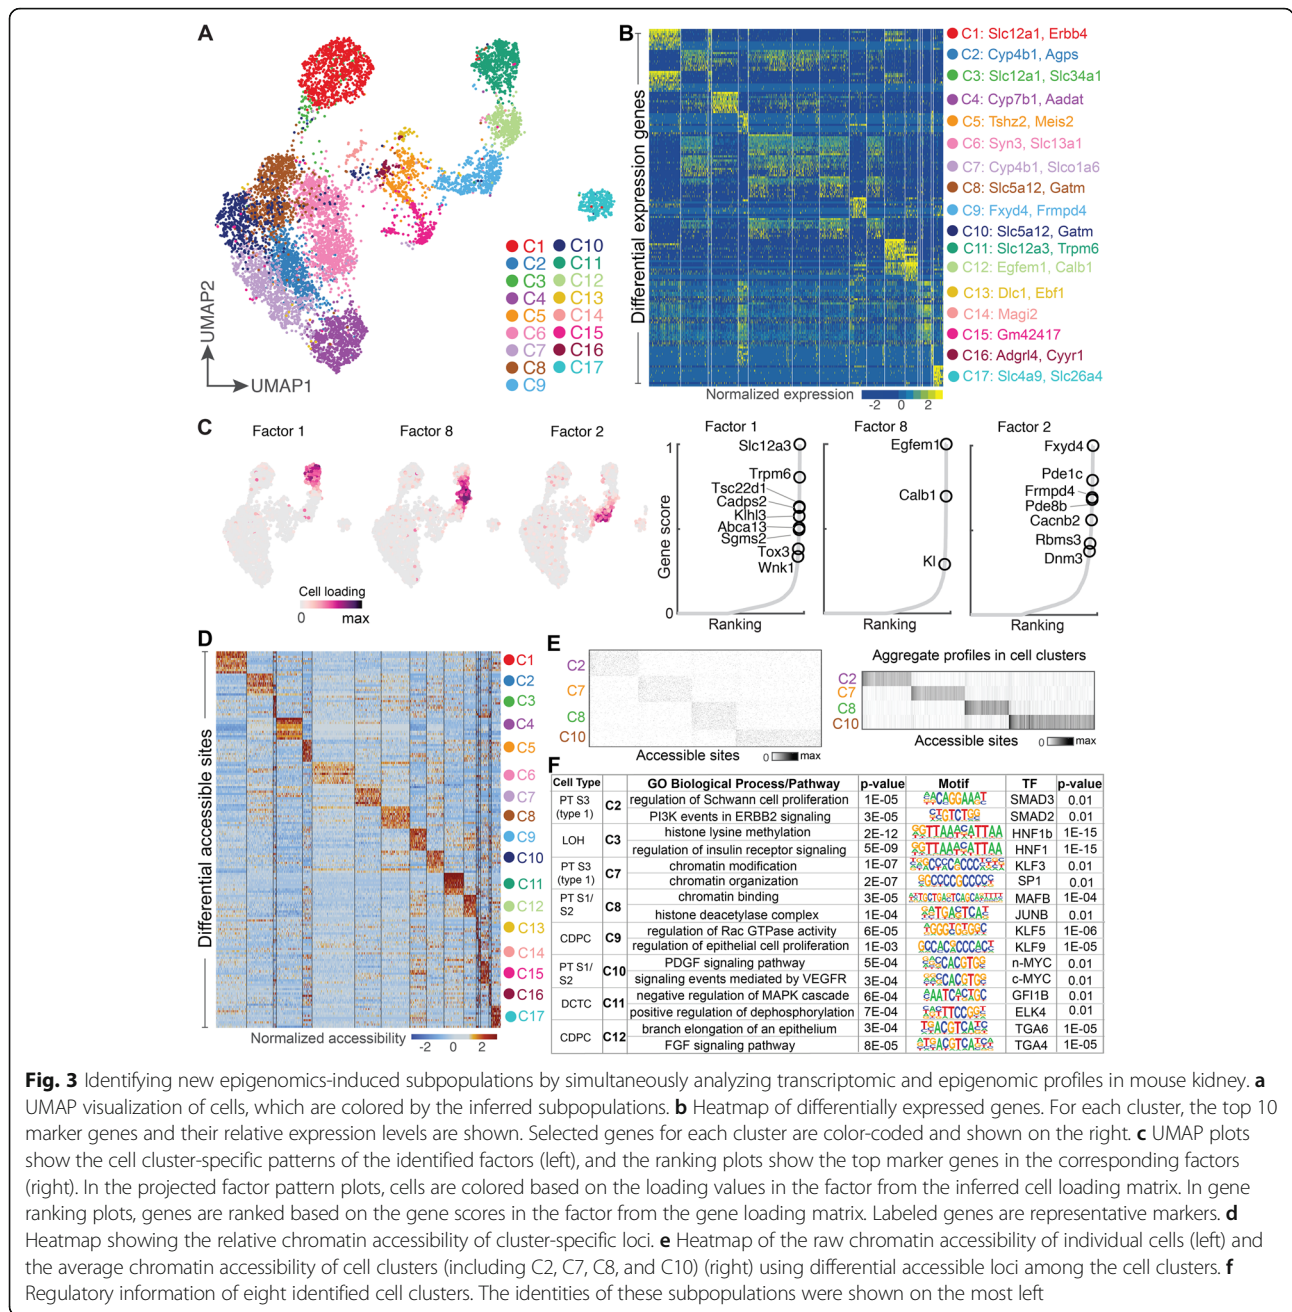 A
UMAP2
UMAP1
C1
C2
C3
C4
C5
C6
C7
C8
C9
C10
C11
C12
C13
C14
C15
C16
C17
B
Differential expression genes
C1: Slc12a1, Erbb4
C2: Cyp4b1, Agps
C3: Slc12a1, Slc34a1
C4: Cyp7b1, Aadat
C5: Tshz2, Meis2
C6: Syn3, Slc13a1
C7: Cyp4b1, Slco1a6
C8: Slc5a12, Gatm
C9: Fxyd4, Frmpd4
C10: Slc5a12, Gatm
C11: Slc12a3, Trpm6
C12: Egfem1, Calb1
C13: Dlc1, Ebf1
C14: Magi2
C15: Gm42417
C16: Adgrl4, Cyyr1
C17: Slc4a9, Slc26a4
Normalized expression
-2 0 2
C
Factor 1
Factor 8
Factor 2
Cell loading
0 max
Factor 1
Gene score
1
0
Slc12a3
Trpm6
Tsc22d1
Cadps2
Klhl3
Abca13
Sgms2
Tox3
Wnk1
Ranking
Factor 8
Egfem1
Calb1
Kl
Ranking
Factor 2
Fxyd4
Pde1c
Frmpd4
Pde8b
Cacnb2
Rbms3
Dnm3
Ranking
D
Differential accessible sites
C1
C2
C3
C4
C5
C6
C7
C8
C9
C10
C11
C12
C13
C14
C15
C16
C17
Normalized accessibility
-2 0 2
E
C2
C7
C8
C10
Accessible sites
0 max
Aggregate profiles in cell clusters
C2
C7
C8
C10
Accessible sites
0 max
F
Cell Type GO Biological Process/Pathway p-value Motif TF p-value
PT S3 (type 1) C2 regulation of Schwann cell proliferation 1E-05 SMAD3 0.01
PI3K events in ERBB2 signaling 3E-05 SMAD2 0.01
LOH C3 histone lysine methylation 2E-12 HNF1b 1E-15
regulation of insulin receptor signaling 5E-09 HNF1 1E-15
PT S3 (type 1) C7 chromatin modification 1E-07 KLF3 0.01
chromatin organization 2E-07 SP1 0.01
PT S1/ S2 C8 chromatin binding 3E-05 MAFB 1E-04
histone deacetylase complex 1E-04 JUNB 0.01
CDPC C9 regulation of Rac GTPase activity 6E-05 KLF5 1E-06
regulation of epithelial cell proliferation 1E-03 KLF9 1E-05
PT S1/ S2 C10 PDGF signaling pathway 5E-04 n-MYC 0.01
signaling events mediated by VEGFR 3E-04 c-MYC 0.01
DCTC C11 negative regulation of MAPK cascade 6E-04 GFI1B 0.01
positive regulation of dephosphorylation 7E-04 ELK4 0.01
CDPC C12 branch elongation of an epithelium 3E-04 TGA6 1E-05
FGF signaling pathway 8E-05 TGA4 1E-05
Fig. 3 Identifying new epigenomics-induced subpopulations by simultaneously analyzing transcriptomic and epigenomic profiles in mouse kidney. a
UMAP visualization of cells, which are colored by the inferred subpopulations. b Heatmap of differentially expressed genes. For each cluster, the top 10
marker genes and their relative expression levels are shown. Selected genes for each cluster are color-coded and shown on the right. c UMAP plots
show the cell cluster-specific patterns of the identified factors (left), and the ranking plots show the top marker genes in the corresponding factors
(right). In the projected factor pattern plots, cells are colored based on the loading values in the factor from the inferred cell loading matrix. In gene
ranking plots, genes are ranked based on the gene scores in the factor from the gene loading matrix. Labeled genes are representative markers. d
Heatmap showing the relative chromatin accessibility of cluster-specific loci. e Heatmap of the raw chromatin accessibility of individual cells (left) and
the average chromatin accessibility of cell clusters (including C2, C7, C8, and C10) (right) using differential accessible loci among the cell clusters. f
Regulatory information of eight identified cell clusters. The identities of these subpopulations were shown on the most left